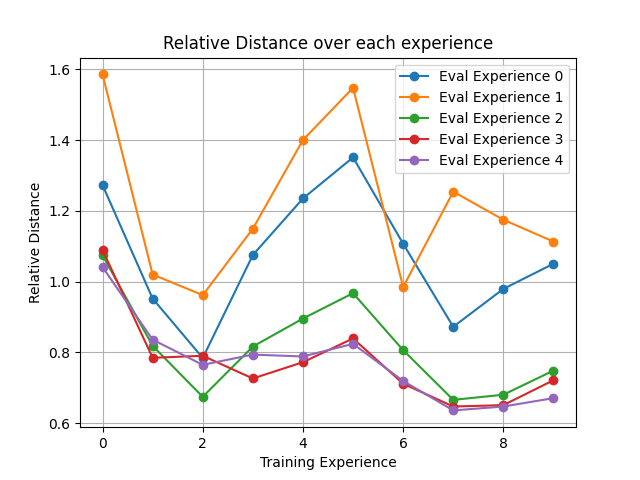 Relative Distance over each experience
1.6
1.4
1.2
1.0
0.8
0.6
Relative Distance
Eval Experience 0
Eval Experience 1
Eval Experience 2
Eval Experience 3
Eval Experience 4
0 2 4 6 8
Training Experience